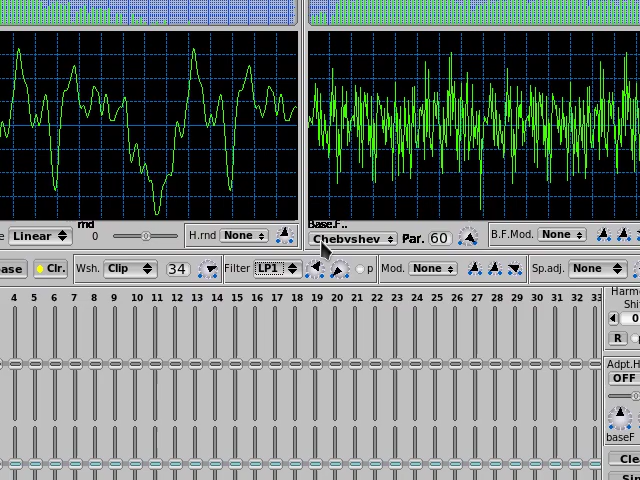 rnd
Base.F..
e Linear 0 H.rnd None Chebyshev Par. 60 B.F.Mod. None
ase Clr. Wsh. Clip 34 Filter LP1 p Mod. None Sp.adj. None
4 5 6 7 8 9 10 11 12 13 14 15 16 17 18 19 20 21 22 23 24 25 26 27 28 29 30 31 32 33
Harm
Shi
0
R
Adpt.H
OFF
baseF
Cle
Sin